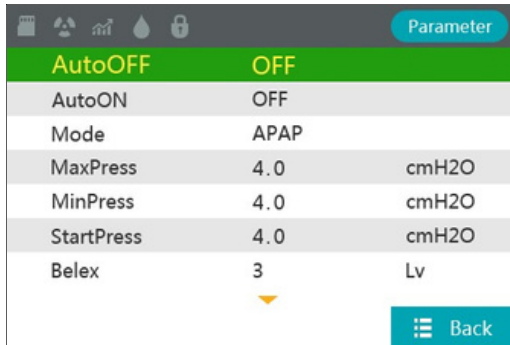 Parameter
AutoOFF OFF
AutoON OFF
Mode APAP
MaxPress 4.0 cmH2O
MinPress 4.0 cmH2O
StartPress 4.0 cmH2O
Belex 3 Lv
Back